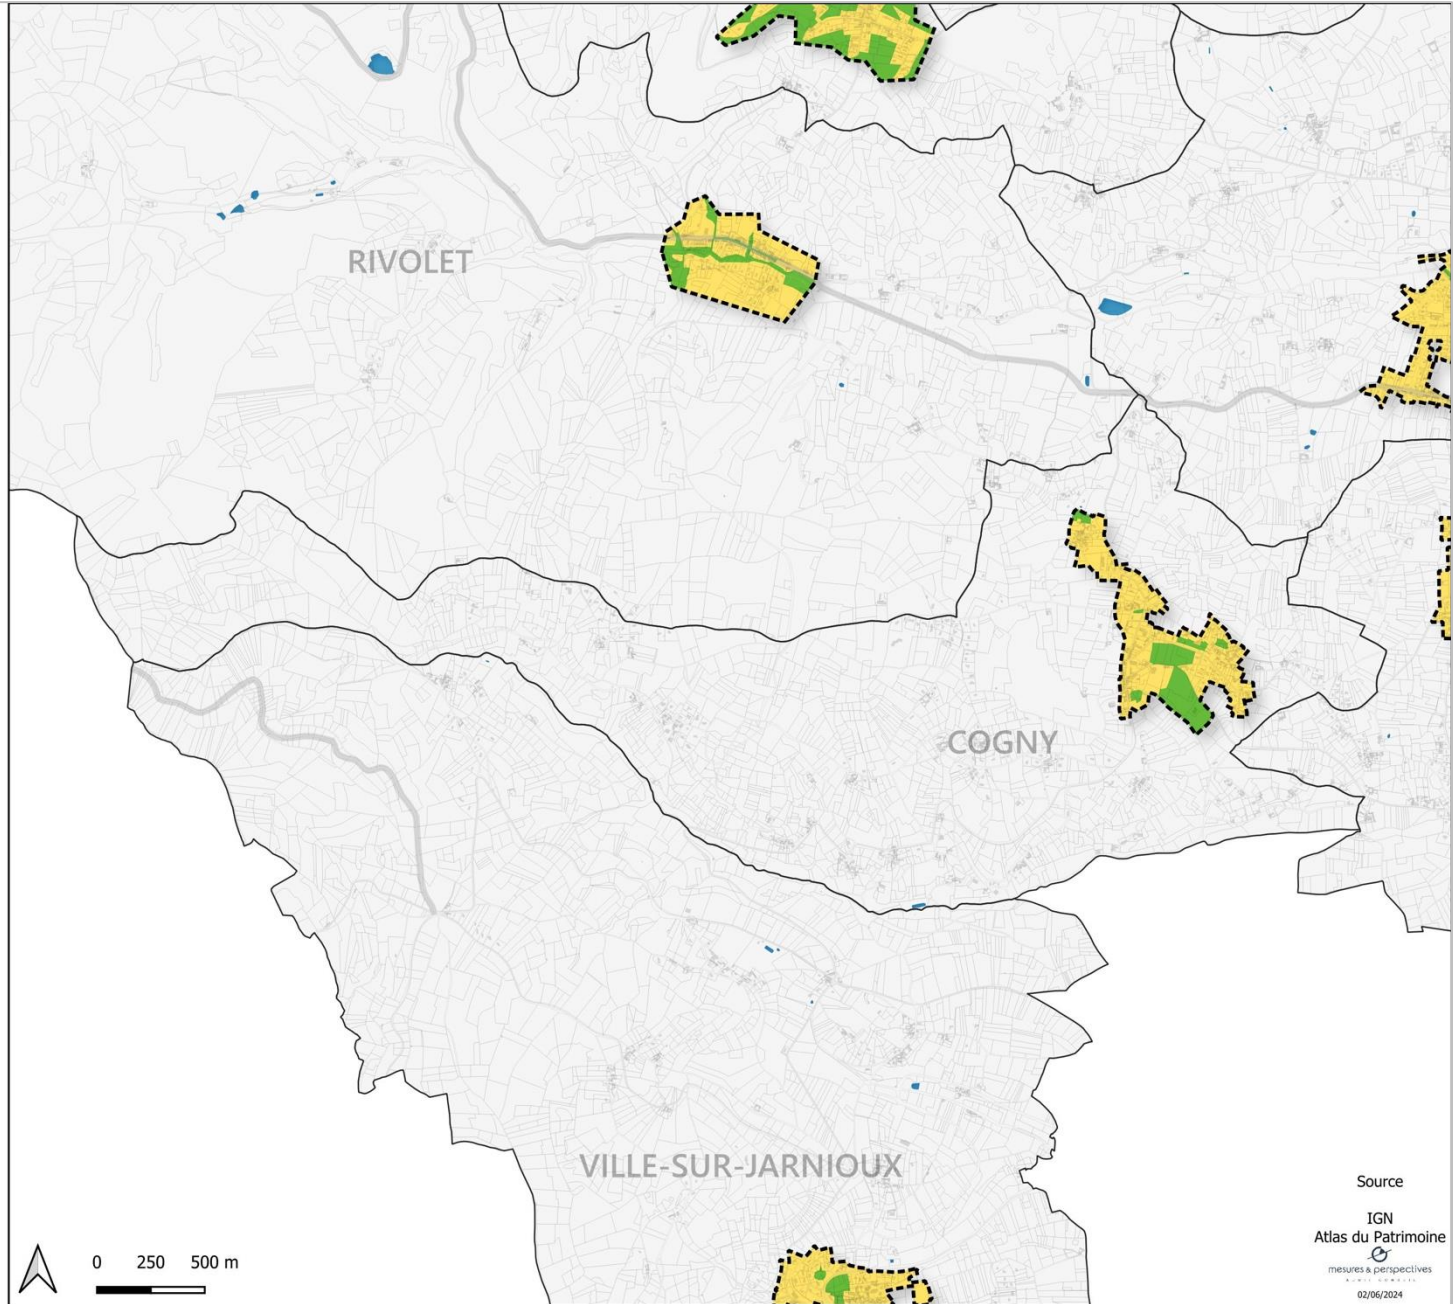 RIVOLET
COGNY
VILLE-SUR-JARNIOUX
0 250 500 m
Source
IGN
Atlas du Patrimoine
mesures & perspectives
02/06/2024